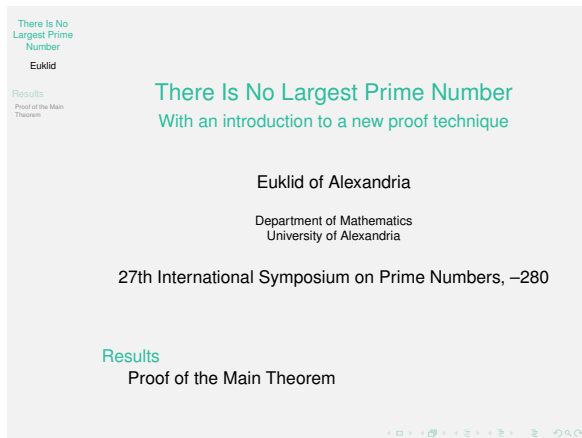 There Is No
Largest Prime
Number
Euklid
Results
Proof of the Main
Theorem
There Is No Largest Prime Number
With an introduction to a new proof technique
Euklid of Alexandria
Department of Mathematics
University of Alexandria
27th International Symposium on Prime Numbers, –280
Results
Proof of the Main Theorem